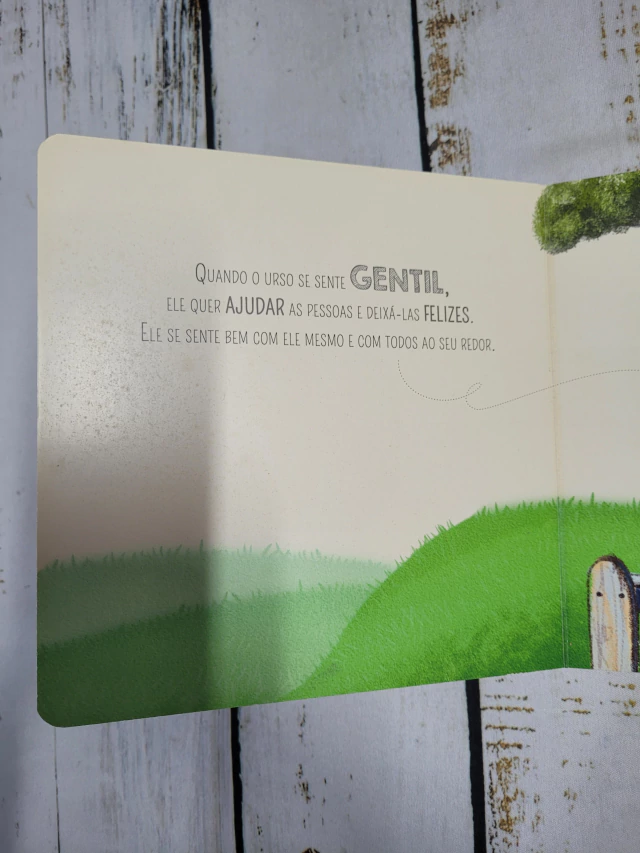 Quando o urso se sente GENTIL,
ele quer AJUDAR as pessoas e deixá-las FELIZES.
Ele se sente bem com ele mesmo e com todos ao seu redor.